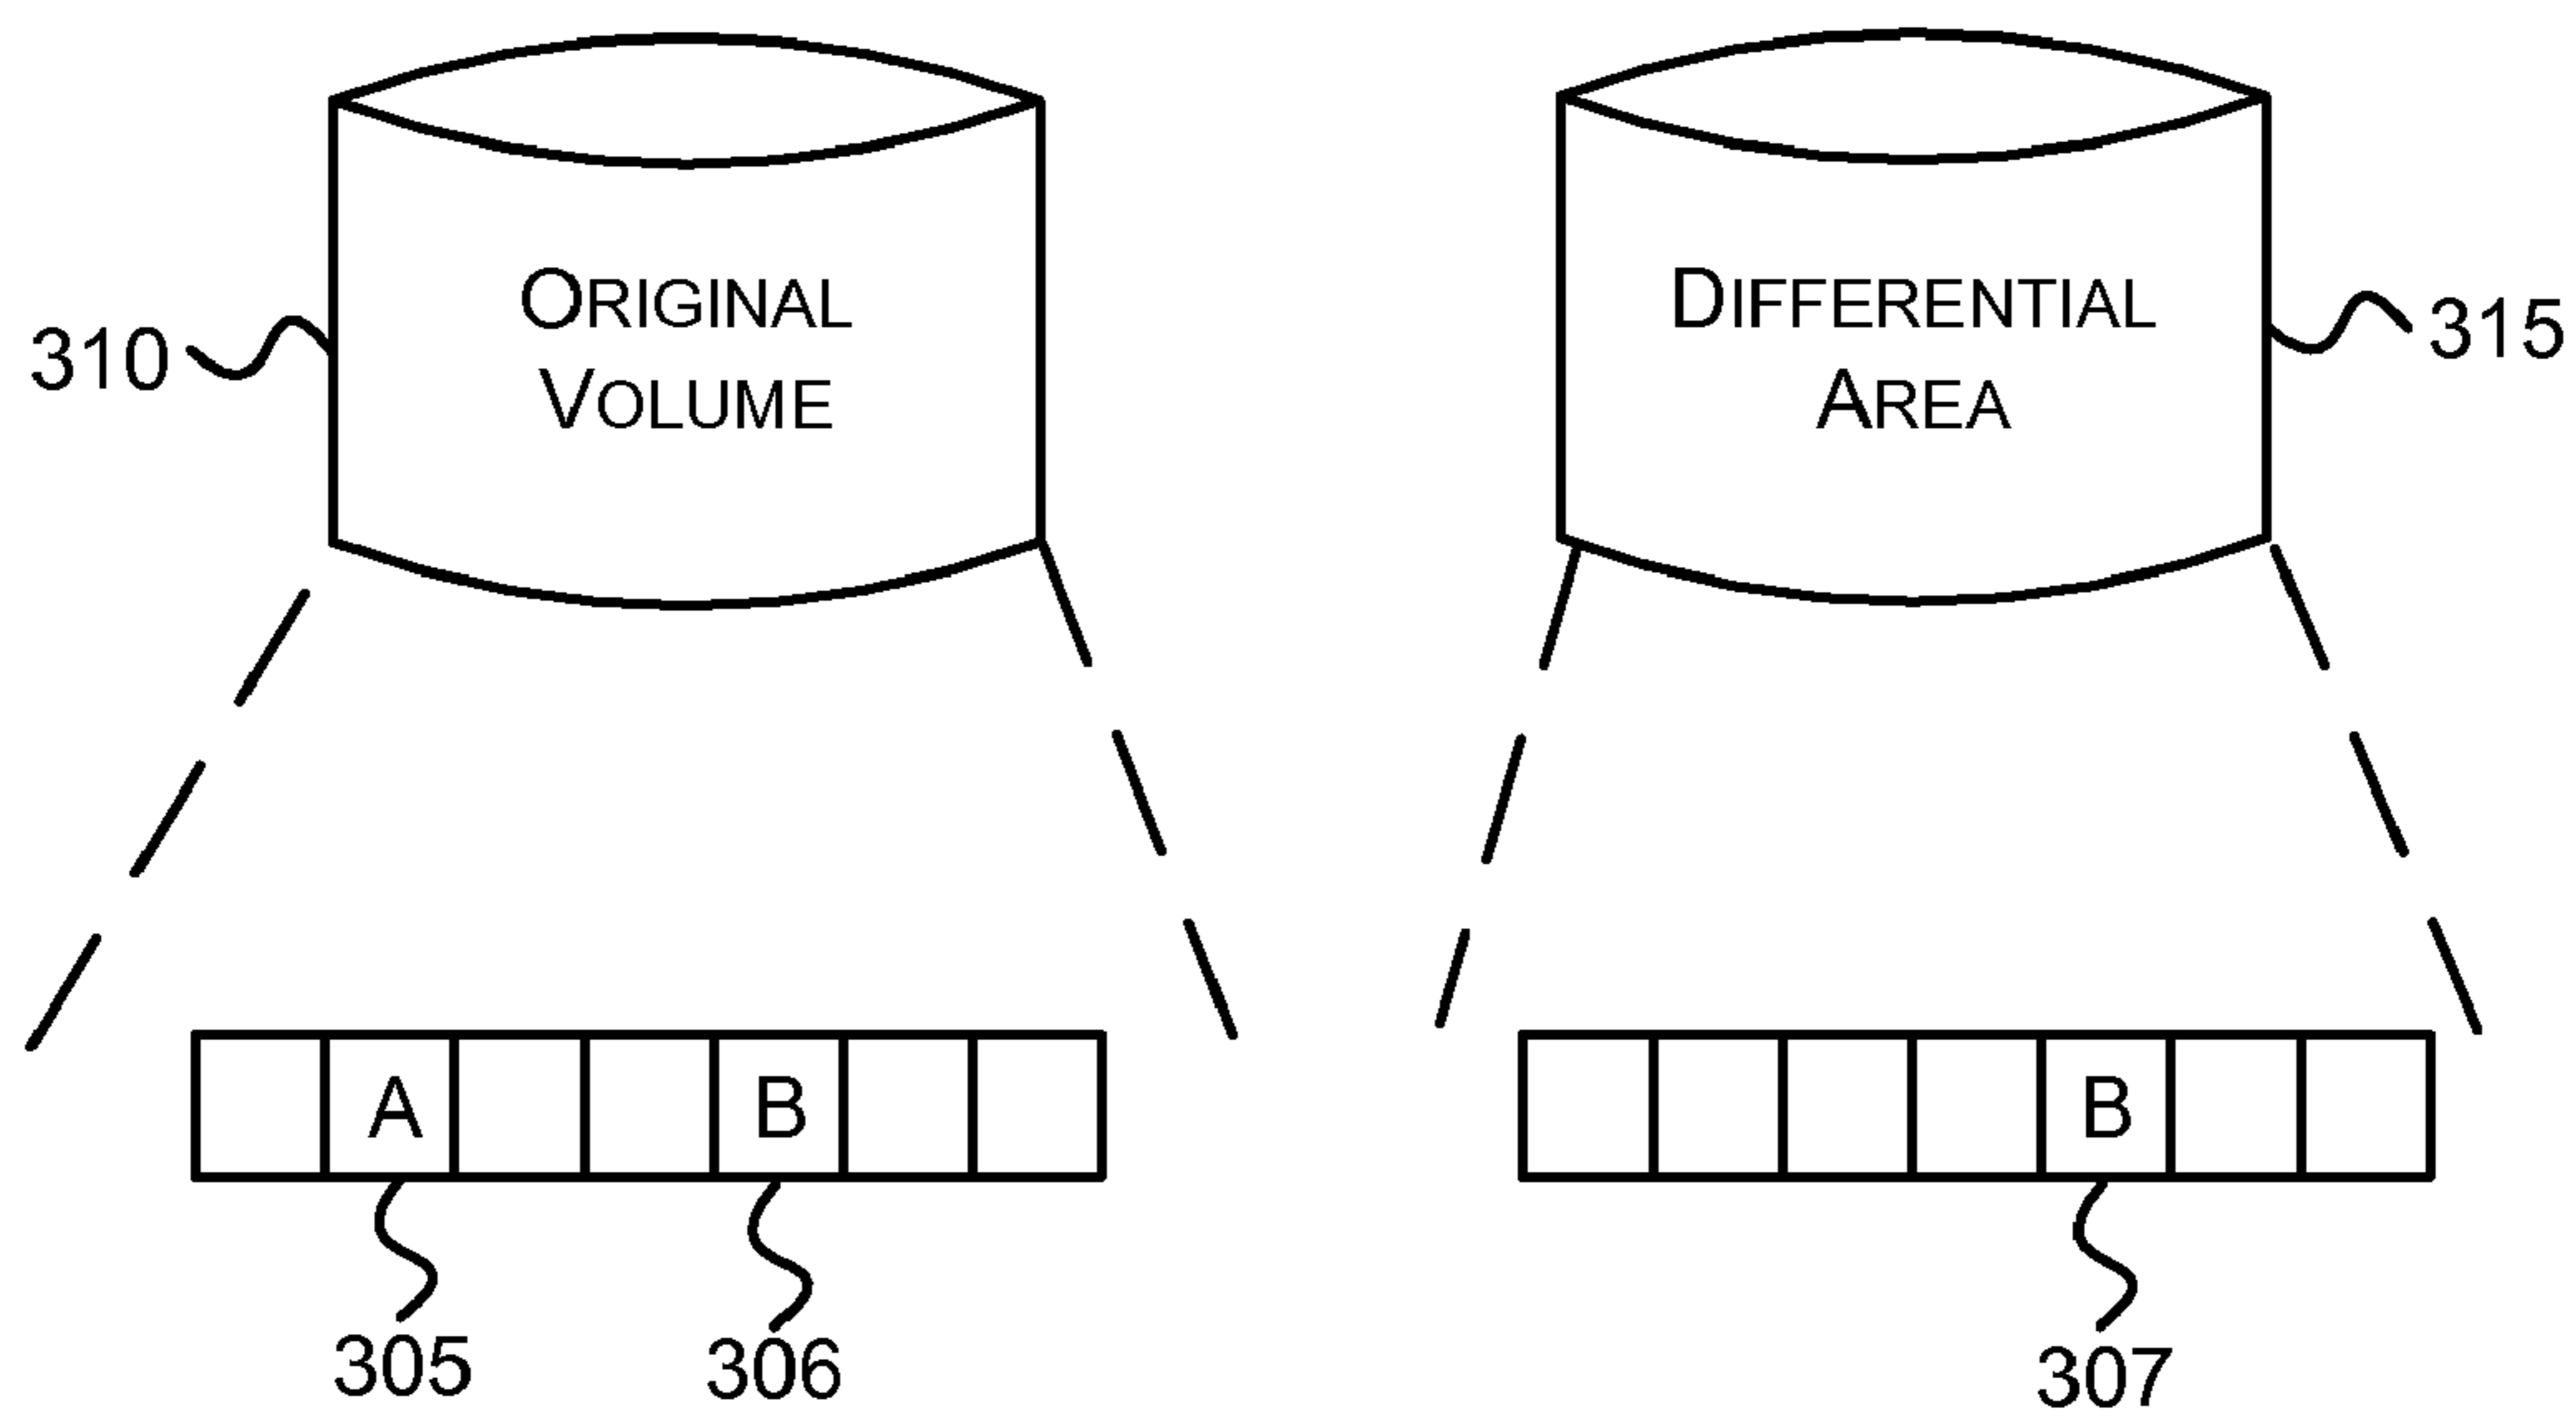 ORIGINAL
VOLUME
310
DIFFERENTIAL
AREA
315
A
B
B
305
306
307